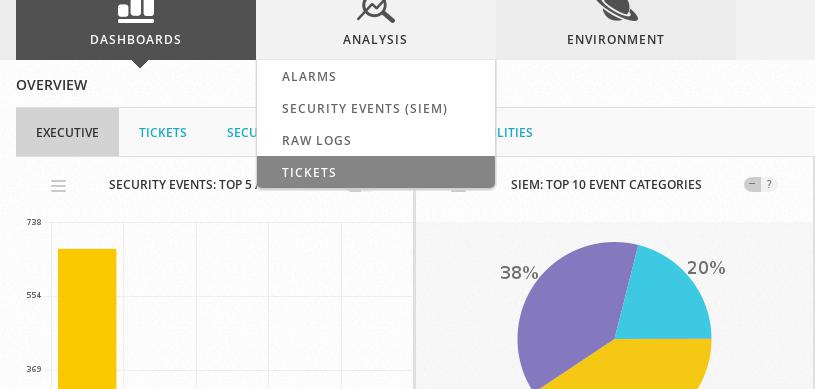 DASHBOARDS
ANALYSIS
ENVIRONMENT
ALARMS
OVERVIEW
SECURITY EVENTS (SIEM)
EXECUTIVE
TICKETS
RAW LOGS
TICKETS
SECURITY EVENTS: TOP 5
SIEM: TOP 10 EVENT CATEGORIES
?
738
38%
20%
554
369